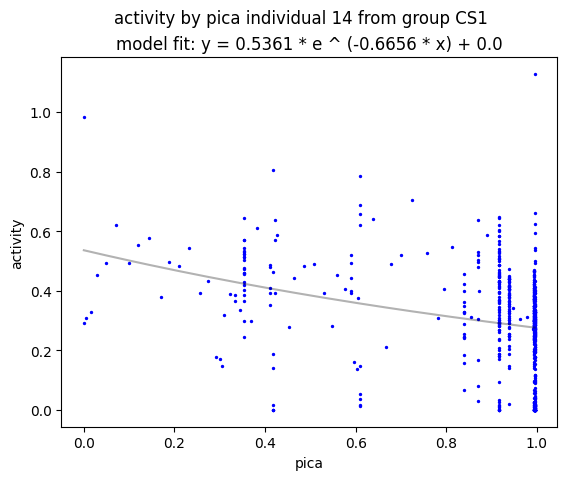 activity by pica individual 14 from group CS1
model fit: y = 0.5361 * e ^ (-0.6656 * x) + 0.0
1.0
0.8
0.6
0.4
0.2
0.0
activity
0.0 0.2 0.4 0.6 0.8 1.0
pica